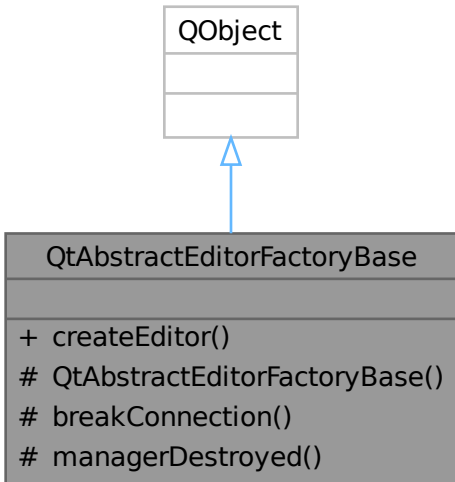 QObject
QtAbstractEditorFactoryBase
+ createEditor()
# QtAbstractEditorFactoryBase()
# breakConnection()
# managerDestroyed()